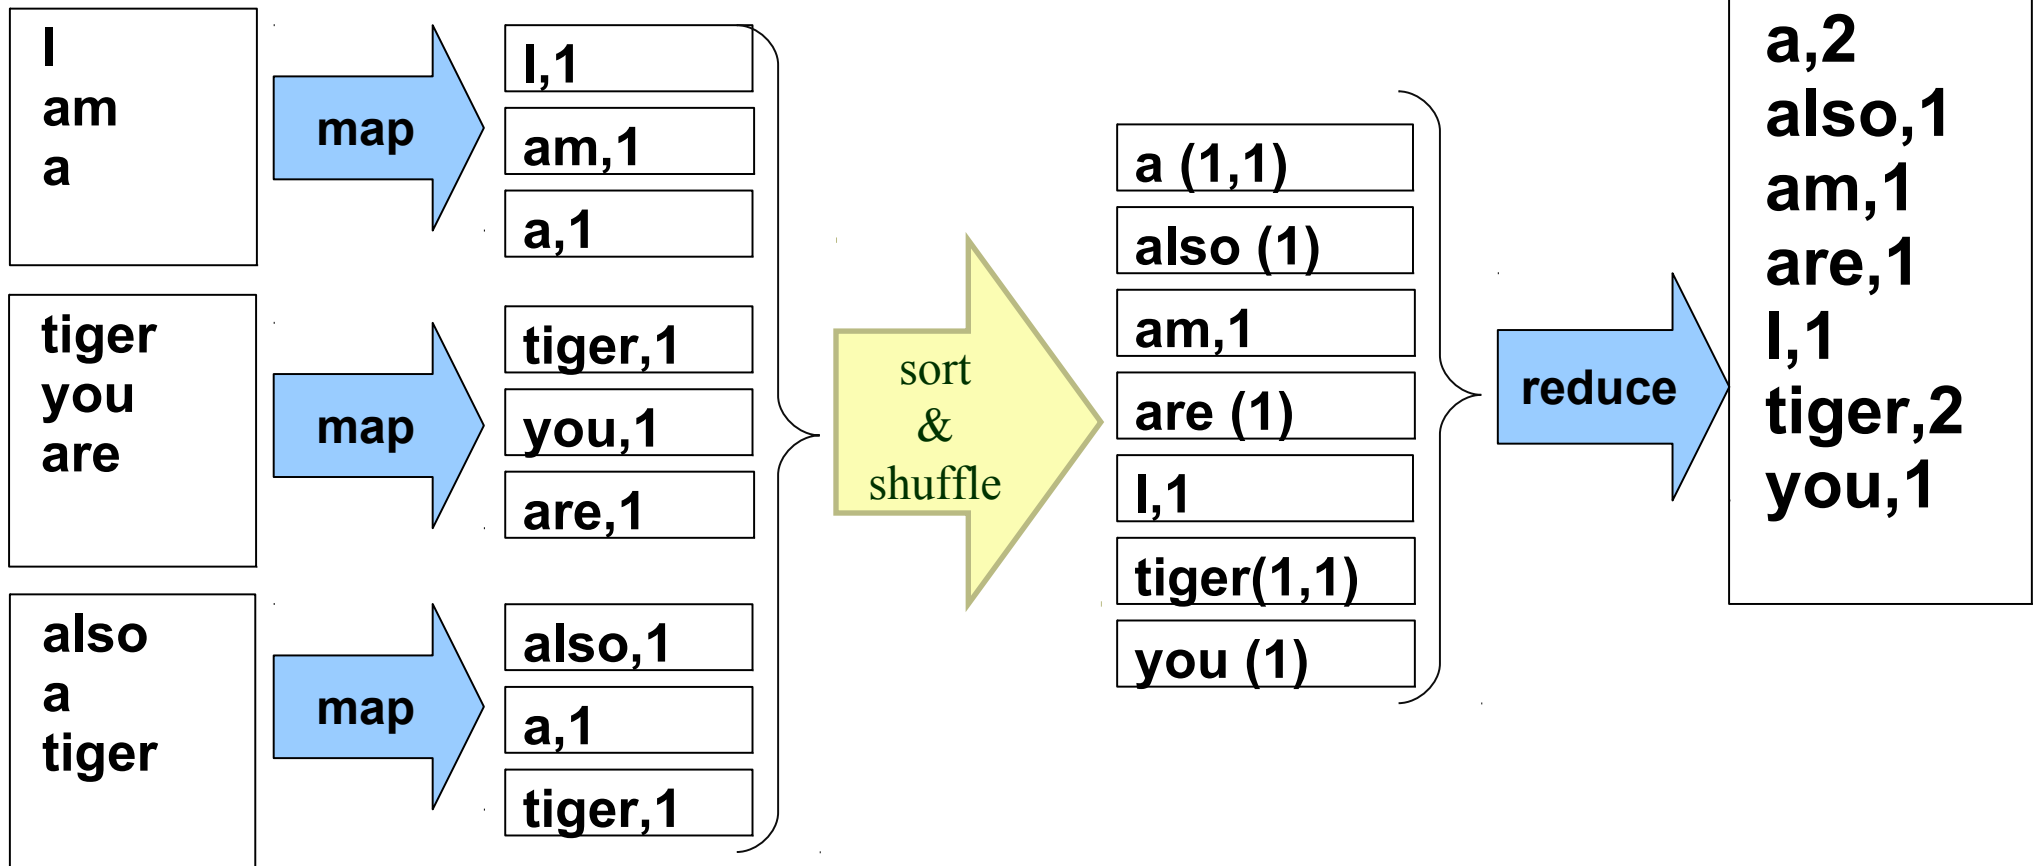 I
am
a
map
I,1
am,1
a,1
tiger
you
are
map
tiger,1
you,1
are,1
also
a
tiger
map
also,1
a,1
tiger,1
sort
&
shuffle
a (1,1)
also (1)
am,1
are (1)
I,1
tiger(1,1)
you (1)
reduce
a,2
also,1
am,1
are,1
I,1
tiger,2
you,1